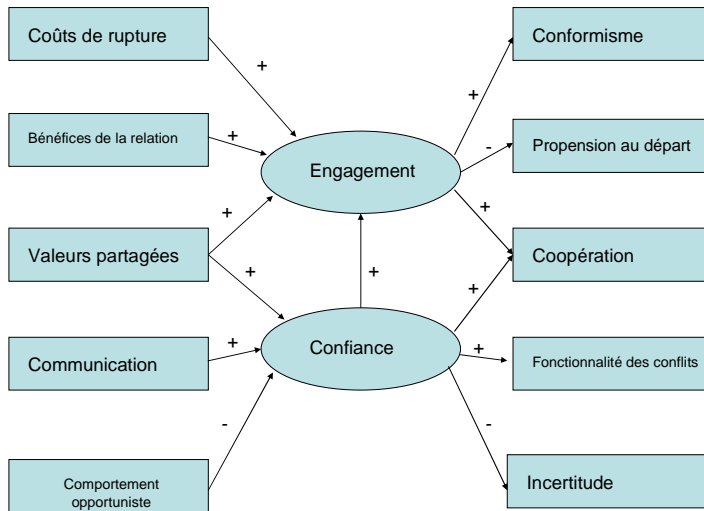 Coûts de rupture
Conformisme
+
+
Bénéfices de la relation
+
-
Propension au départ
Engagement
+
+
Valeurs partagées
Coopération
+
+
+
Communication
+
Confiance
+
Fonctionnalité des conflits
-
-
Comportement
opportuniste
Incertitude